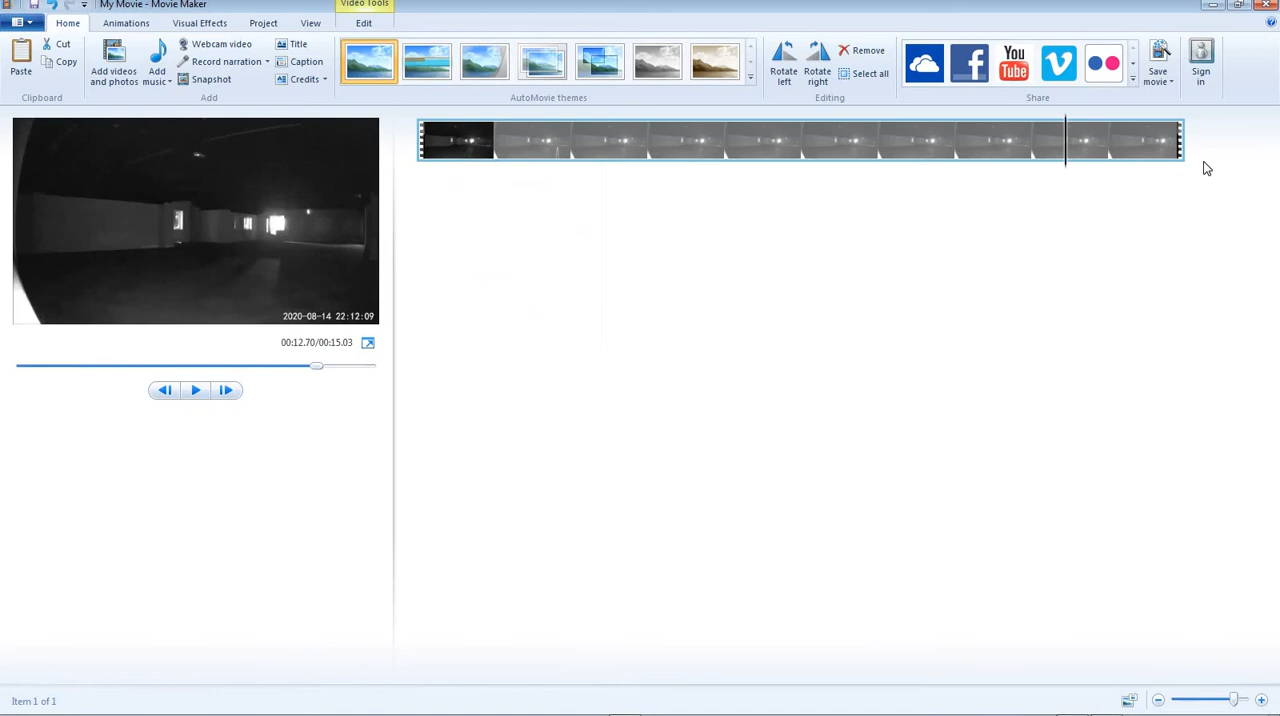 My Movie - Movie Maker
Video Tools
Home
Animations
Visual Effects
Project
View
Edit
Paste
Cut
Copy
Clipboard
Add videos
and photos
Add
music
Webcam video
Record narration
Snapshot
Title
Caption
Credits
Add
AutoMovie themes
Rotate
left
Rotate
right
Remove
Select all
Editing
You
Tube
Share
Save
movie
Sign
in
2020-08-14 22:12:09
00:12.70/00:15.03
Item 1 of 1